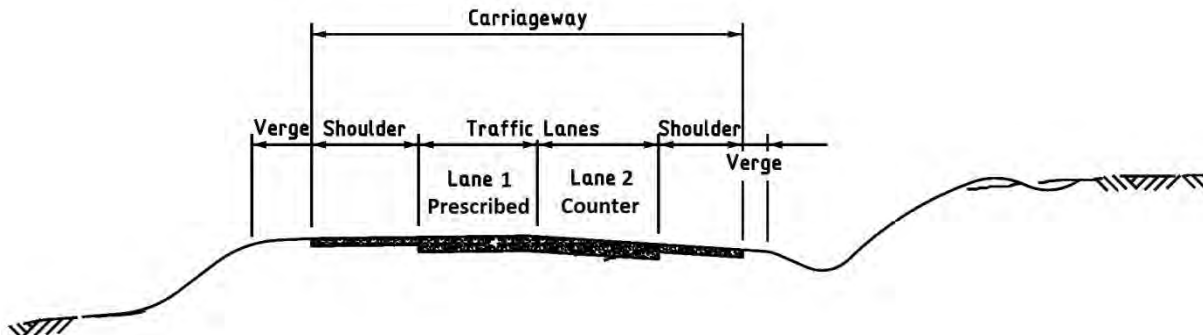 Carriageway
Verge Shoulder Traffic Lanes Shoulder
Verge
Lane 1 Lane 2
Prescribed Counter